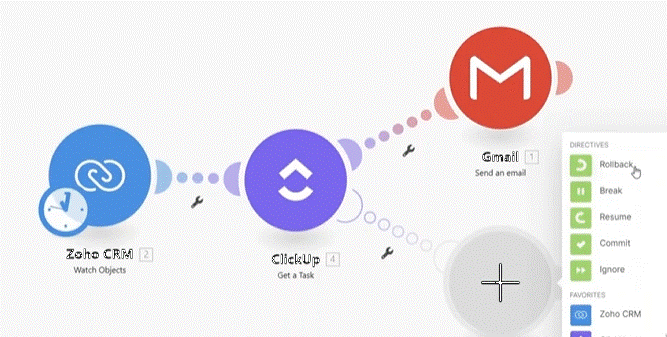 Gmail 1
Send an email
Zoho CRM 2
Watch Objects
ClickUp 4
Get a Task
DIRECTIVES
Rollback
Break
Resume
Commit
Ignore
FAVORITES
Zoho CRM